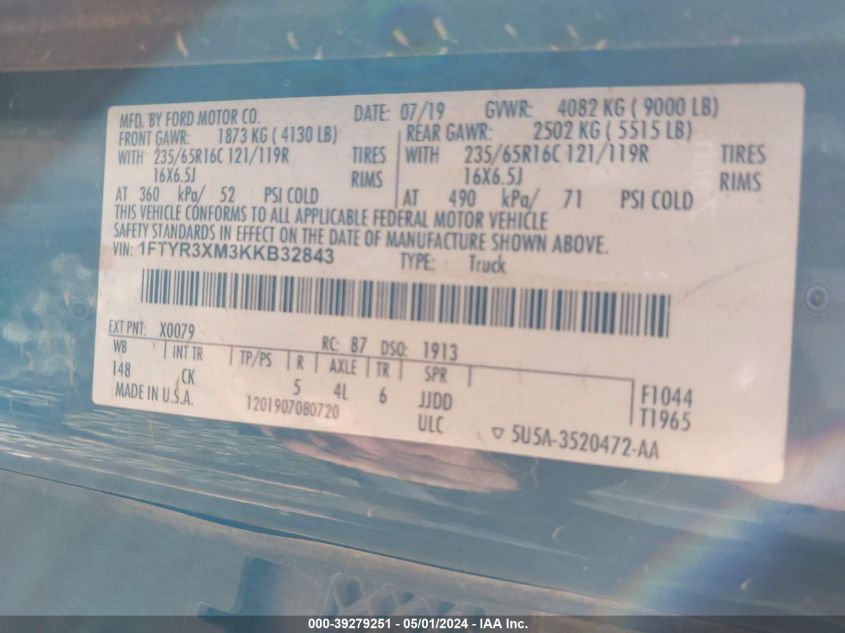 MFD. BY FORD MOTOR CO. DATE: 07/19 GVWR: 4082 KG ( 9000 LB)
FRONT GAWR: 1873 KG ( 4130 LB) REAR GAWR: 2502 KG ( 5515 LB)
WITH 235/65R16C 121/119R TIRES WITH 235/65R16C 121/119R TIRES
16X6.5J RIMS 16X6.5J RIMS
AT 360 kPa/ 52 PSI COLD AT 490 kPa/ 71 PSI COLD
THIS VEHICLE CONFORMS TO ALL APPLICABLE FEDERAL MOTOR VEHICLE
SAFETY STANDARDS IN EFFECT ON THE DATE OF MANUFACTURE SHOWN ABOVE.
VIN: 1FTYR3XM3KKB32843 TYPE: Truck
EXT PNT: X0079 RC: 87 DSO: 1913
WB INT TR TP/PS R AXLE TR SPR
148 CK 5 4L 6 JJDD F1044
MADE IN U.S.A. 1201907080720 ULC T1965
5U5A-3520472-AA
000-39279251 - 05/01/2024 - IAA Inc.